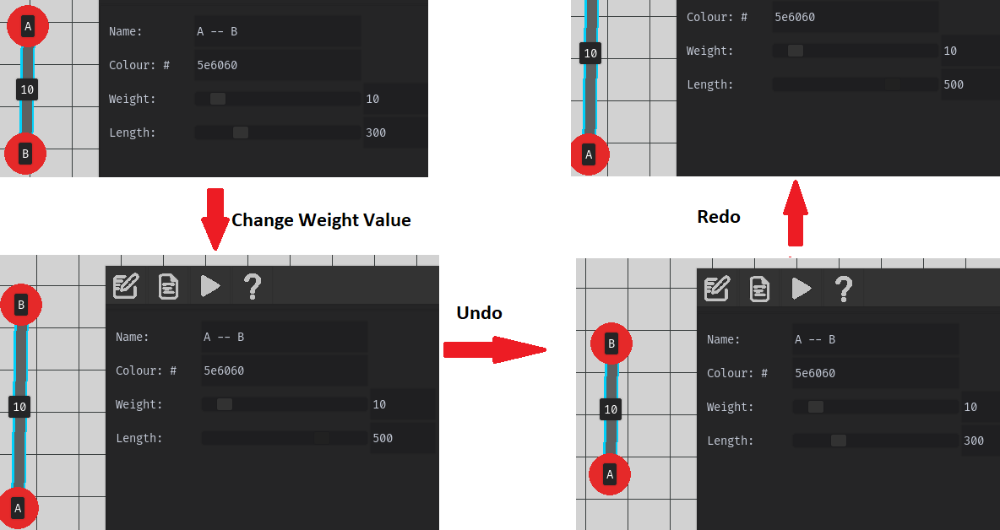 A
10
B
Name: A -- B
Colour: # 5e6060
Weight: 10
Length: 300
Change Weight Value
B
10
A
Name: A -- B
Colour: # 5e6060
Weight: 10
Length: 500
Undo
B
10
A
Name: A -- B
Colour: # 5e6060
Weight: 10
Length: 300
Redo
10
A
Colour: # 5e6060
Weight: 10
Length: 500